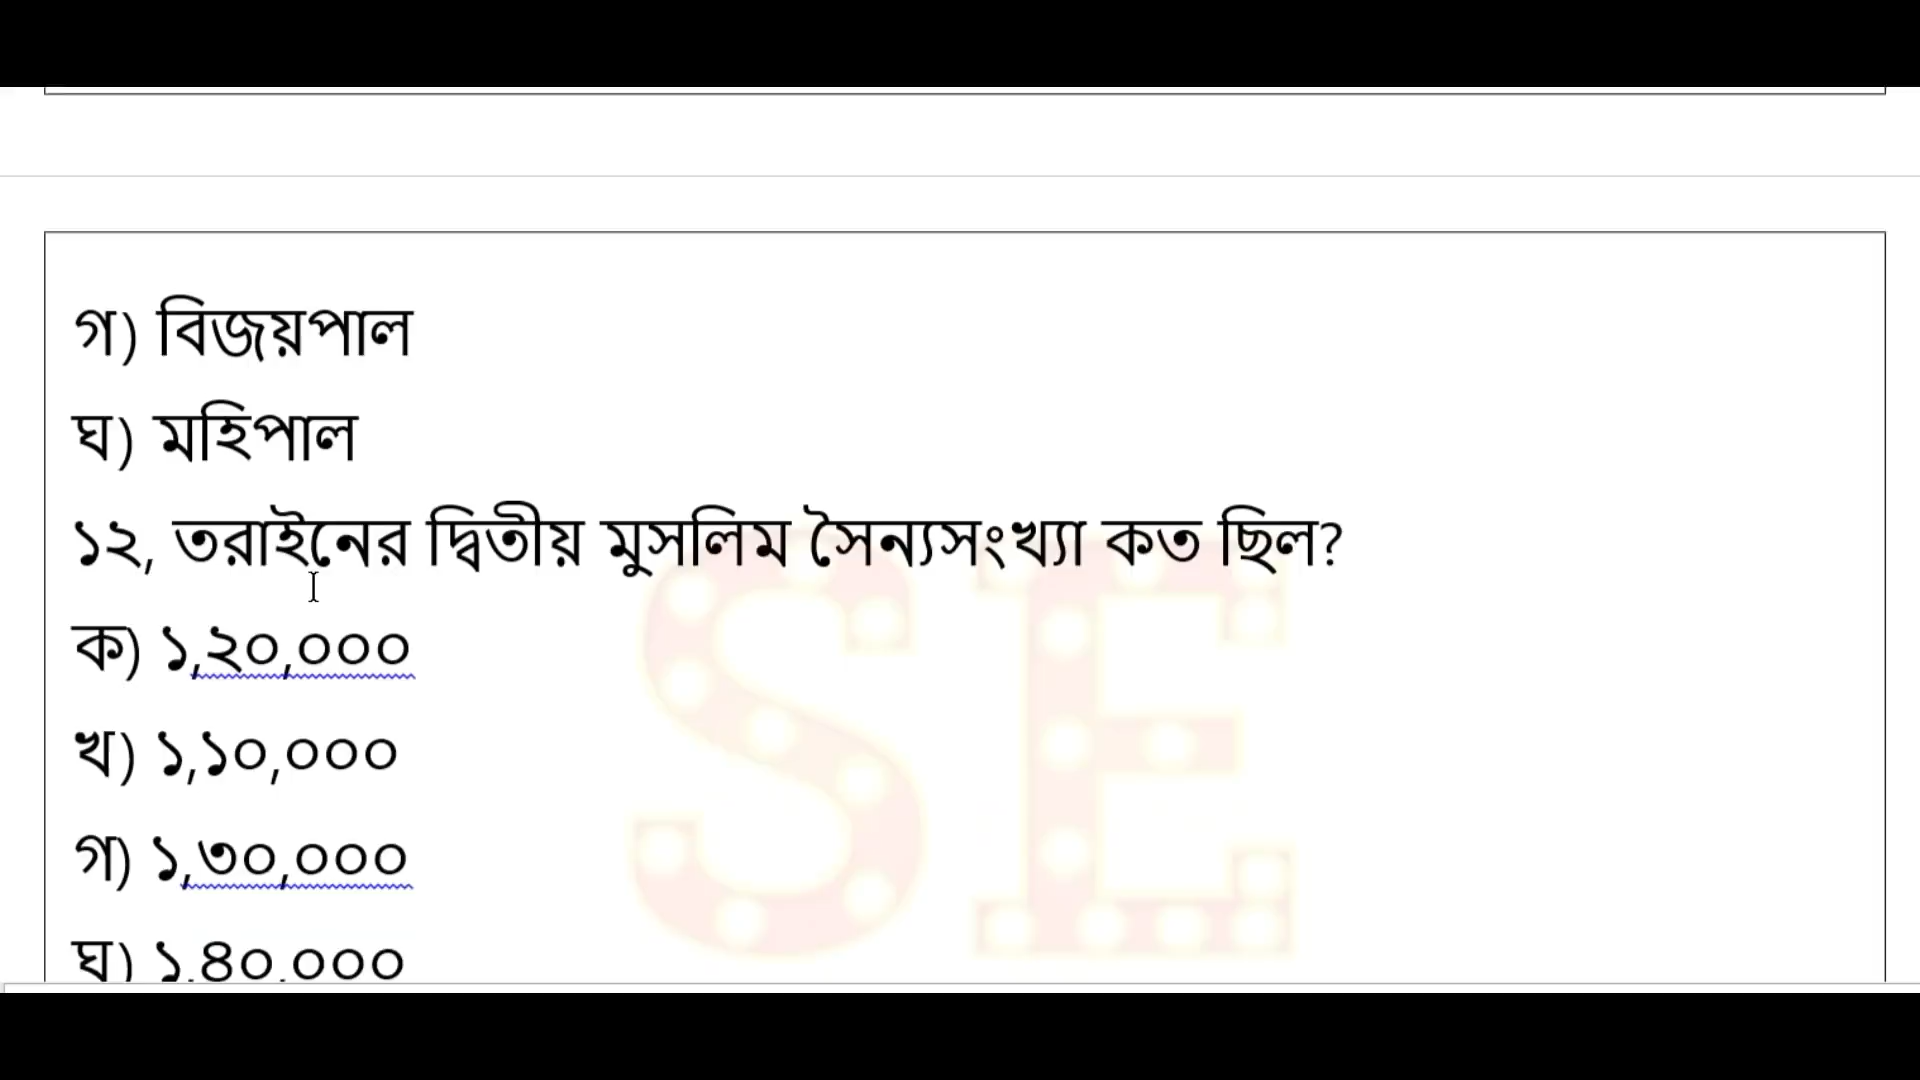 গ) বিজয়পাল
ঘ) মহিপাল
১২, তরাইনের দ্বিতীয় মুসলিম সৈন্যসংখ্যা কত ছিল?
ক) ১,২০,০০০
খ) ১,১০,০০০
গ) ১,৩০,০০০
ঘ) ১,৪০,০০০
SE